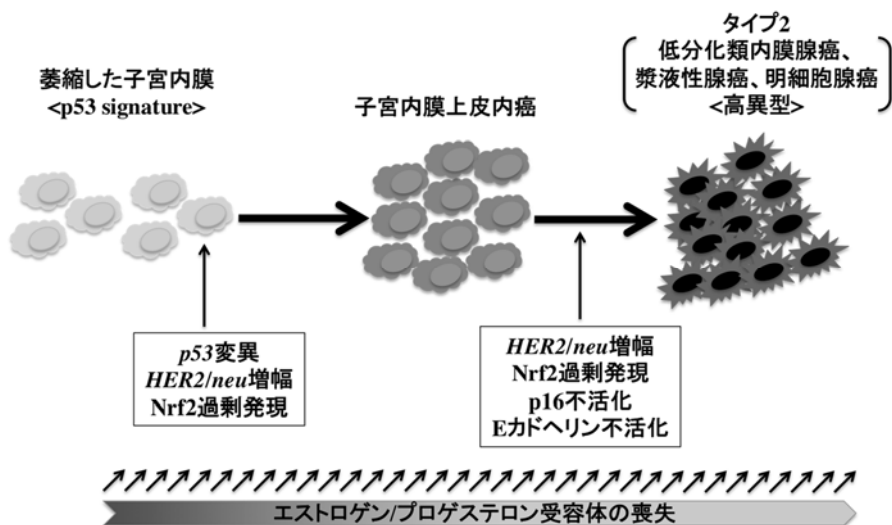 萎縮した子宮内膜
<p53 signature>
子宮内膜上皮内癌
タイプ2
低分化類内膜腺癌、
漿液性腺癌、明細胞腺癌
<高異型>
p53変異
HER2/neu増幅
Nrf2過剰発現
HER2/neu増幅
Nrf2過剰発現
p16不活化
Eカドヘリン不活化
エストロゲン/プロゲステロン受容体の喪失